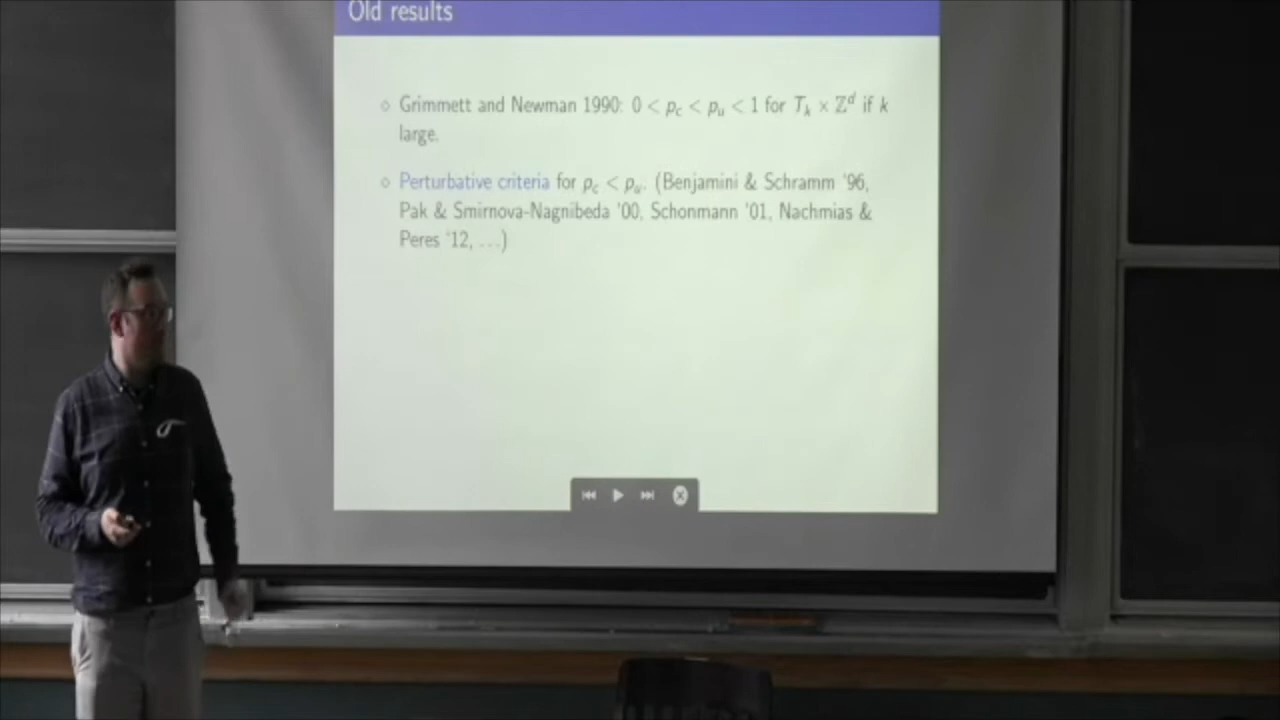 Old results
◦ Grimmett and Newman 1990: 0 < p_c < p_u < 1 for T_k × ℤ^d if k
large.
◦ Perturbative criteria for p_c < p_u. (Benjamini & Schramm '96,
Pak & Smirnova-Nagnibeda '00, Schonmann '01, Nachmias &
Peres '12, ...)